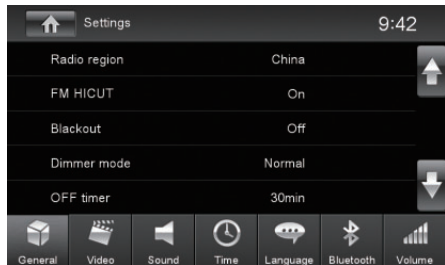 Settings 9:42
Radio region China
FM HICUT On
Blackout Off
Dimmer mode Normal
OFF timer 30min
General Video Sound Time Language Bluetooth Volume